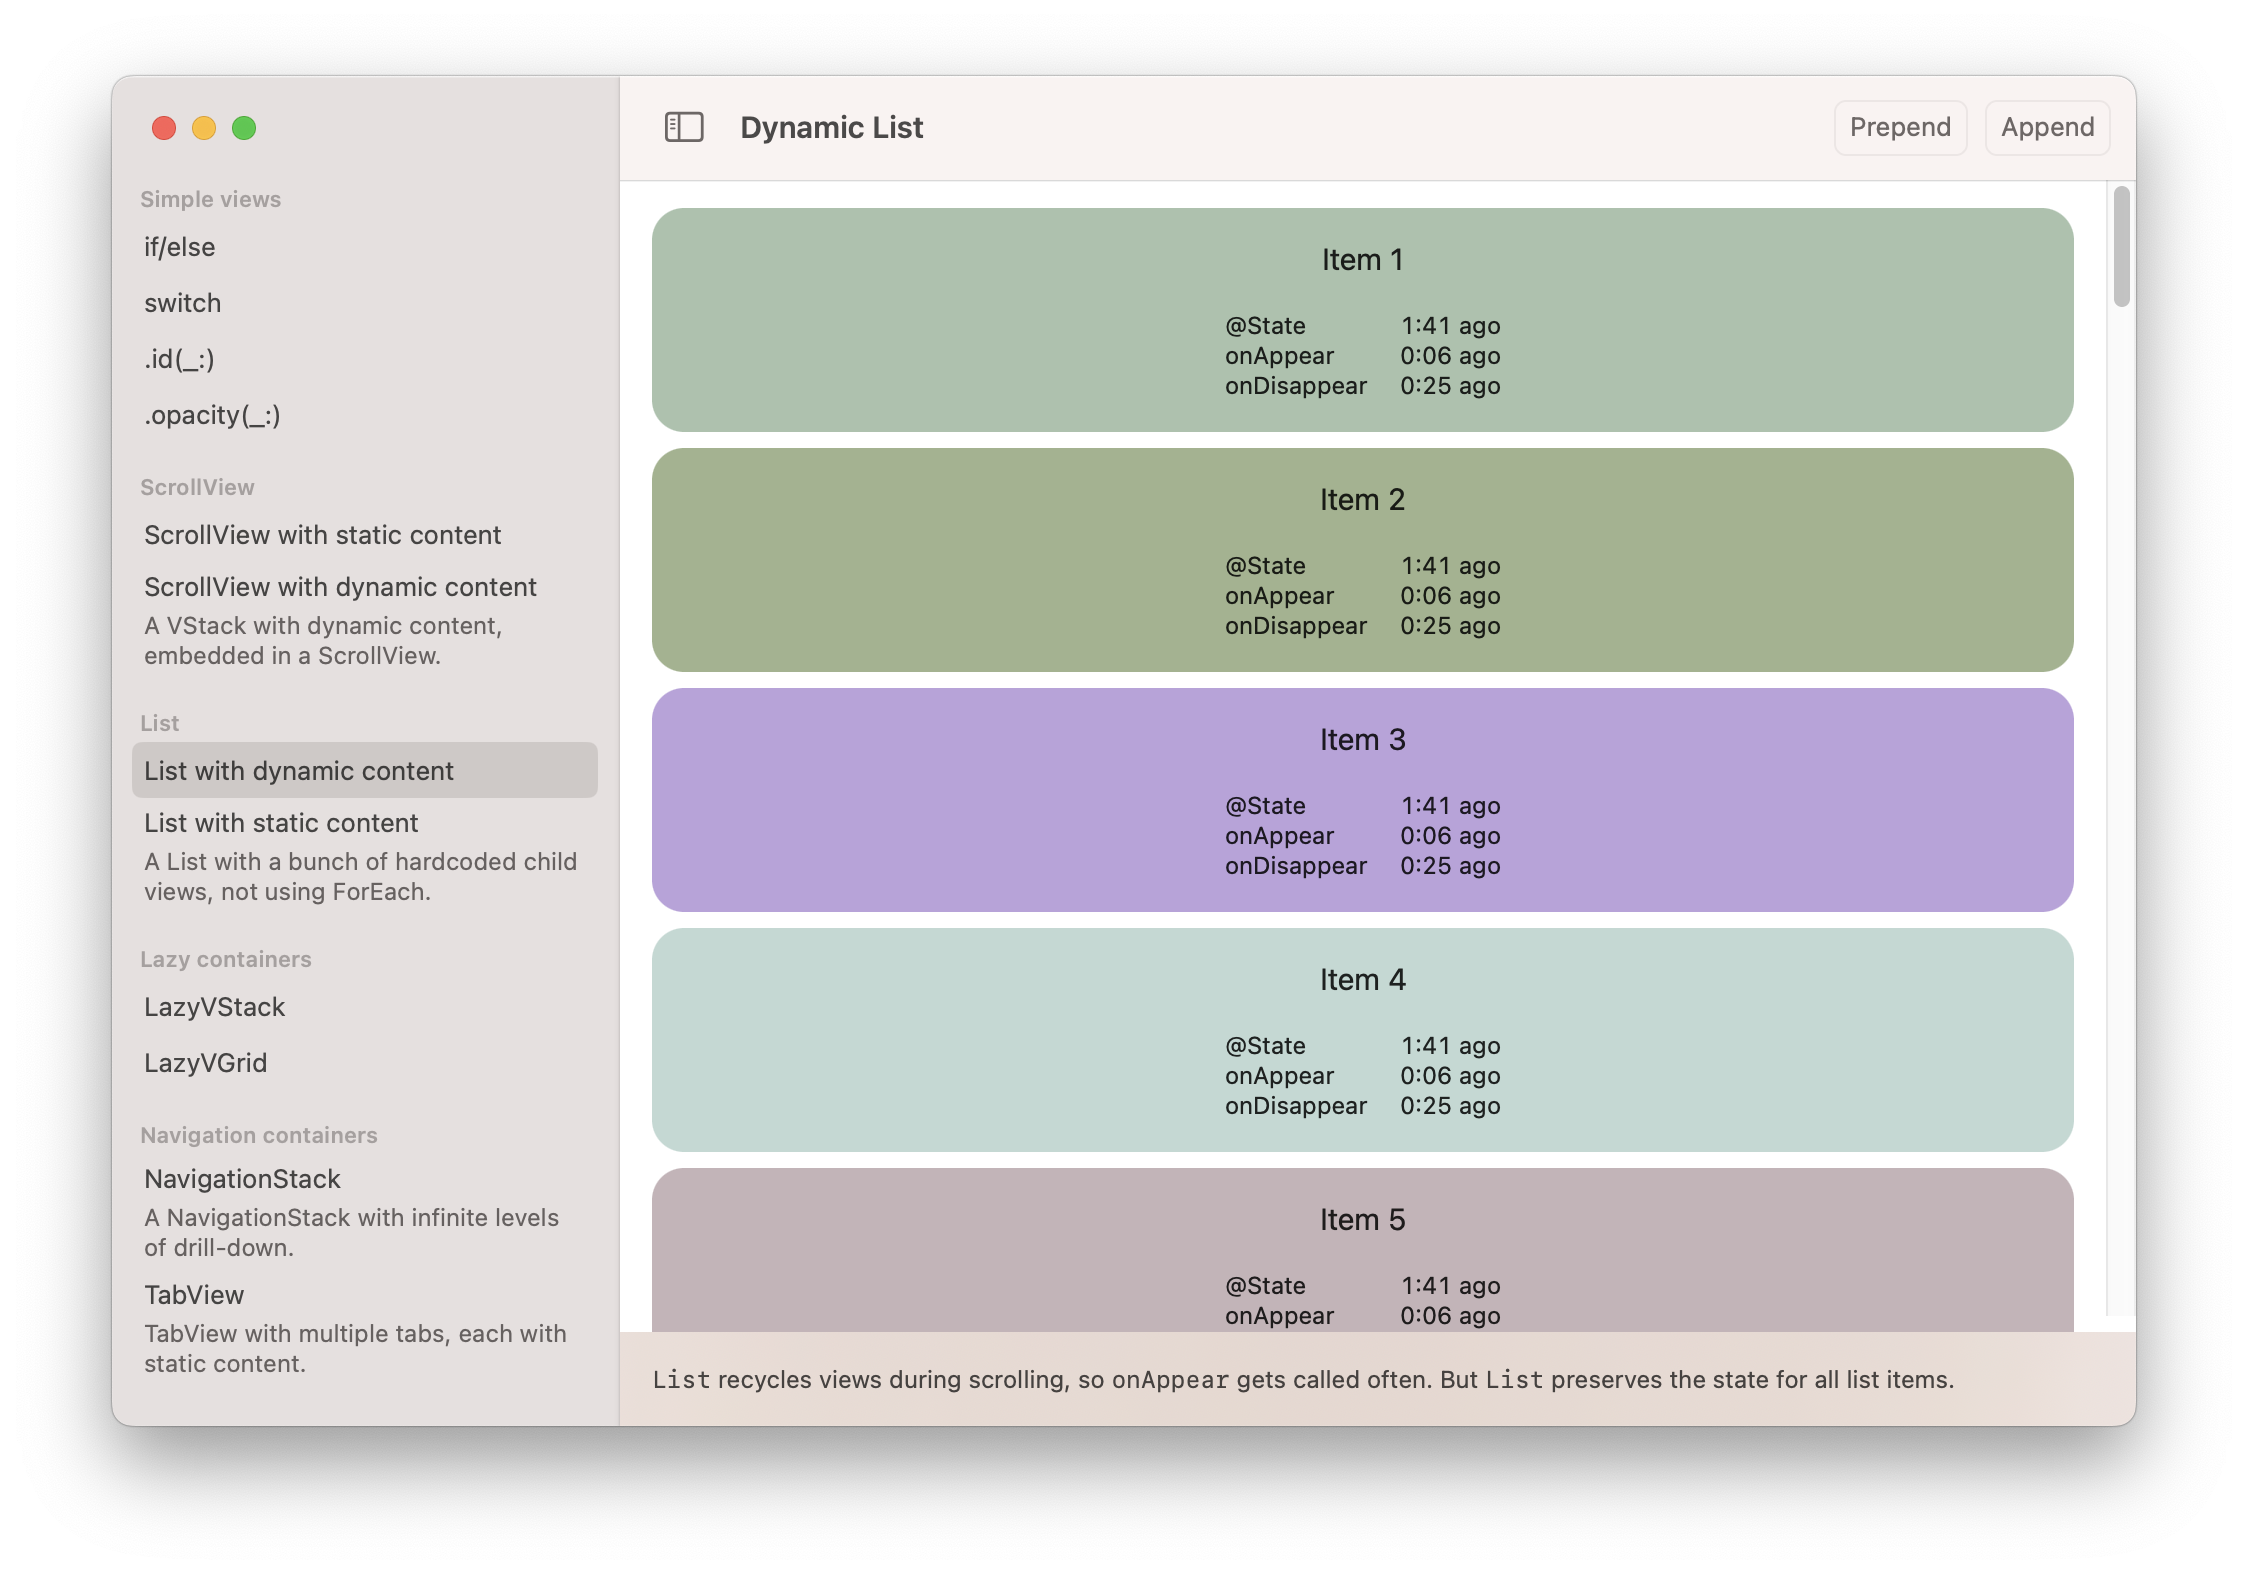 Simple views
if/else
switch
.id(_:)
.opacity(_:)
ScrollView
ScrollView with static content
ScrollView with dynamic content
A VStack with dynamic content,
embedded in a ScrollView.
List
List with dynamic content
List with static content
A List with a bunch of hardcoded child
views, not using ForEach.
Lazy containers
LazyVStack
LazyVGrid
Navigation containers
NavigationStack
A NavigationStack with infinite levels
of drill-down.
TabView
TabView with multiple tabs, each with
static content.
Dynamic List
Prepend
Append
Item 1
@State 1:41 ago
onAppear 0:06 ago
onDisappear 0:25 ago
Item 2
@State 1:41 ago
onAppear 0:06 ago
onDisappear 0:25 ago
Item 3
@State 1:41 ago
onAppear 0:06 ago
onDisappear 0:25 ago
Item 4
@State 1:41 ago
onAppear 0:06 ago
onDisappear 0:25 ago
Item 5
@State 1:41 ago
onAppear 0:06 ago
List recycles views during scrolling, so onAppear gets called often. But List preserves the state for all list items.